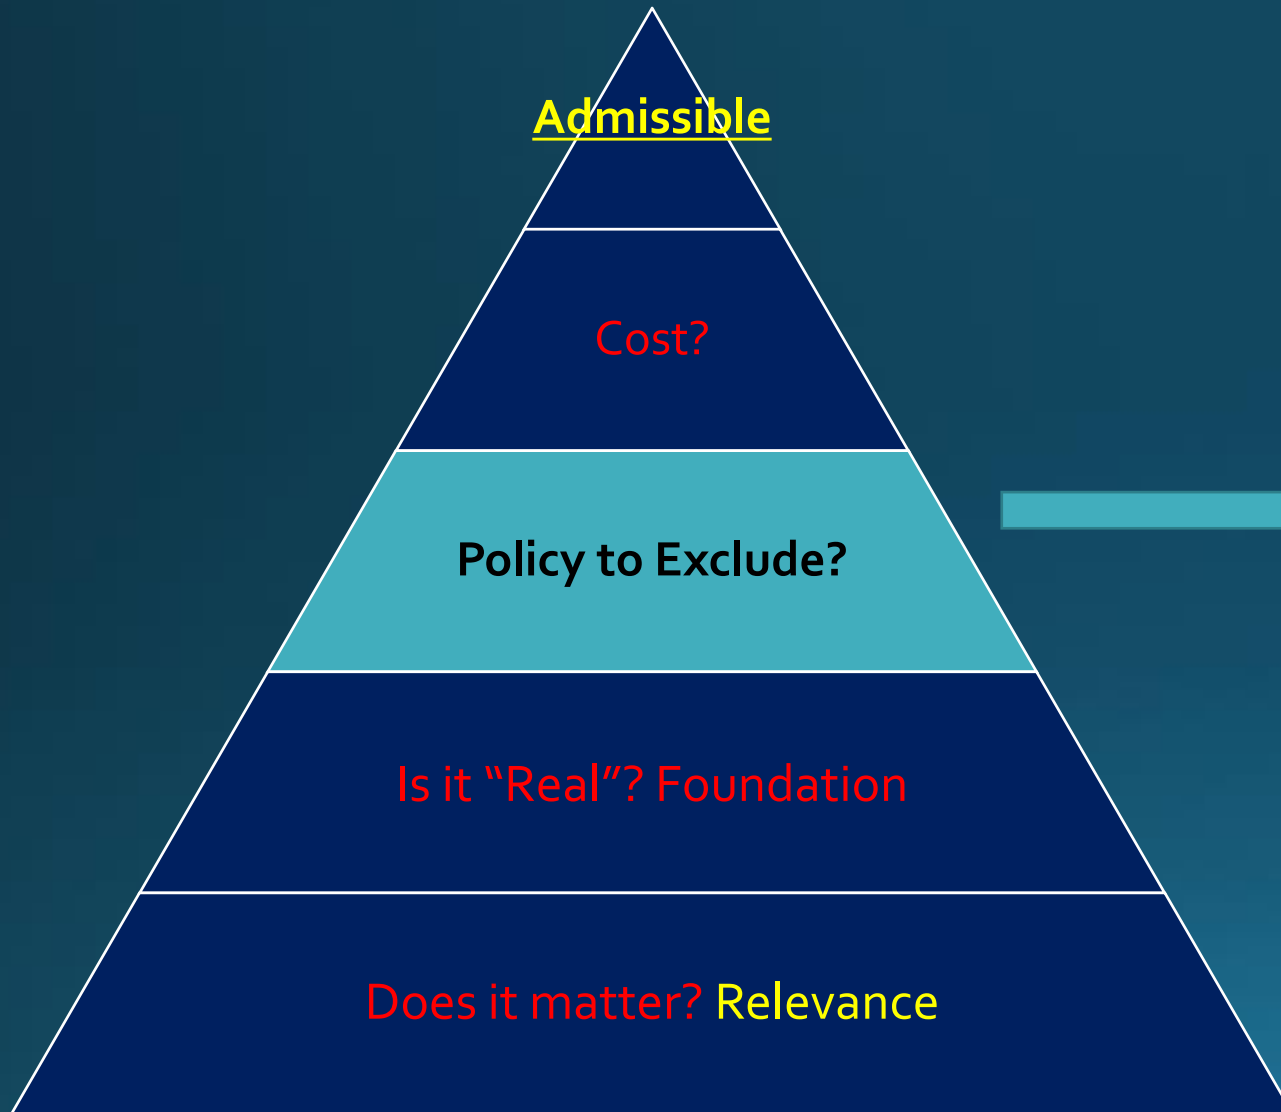 Admissible
Cost?
Policy to Exclude?
Is it “Real”? Foundation
Does it matter? Relevance